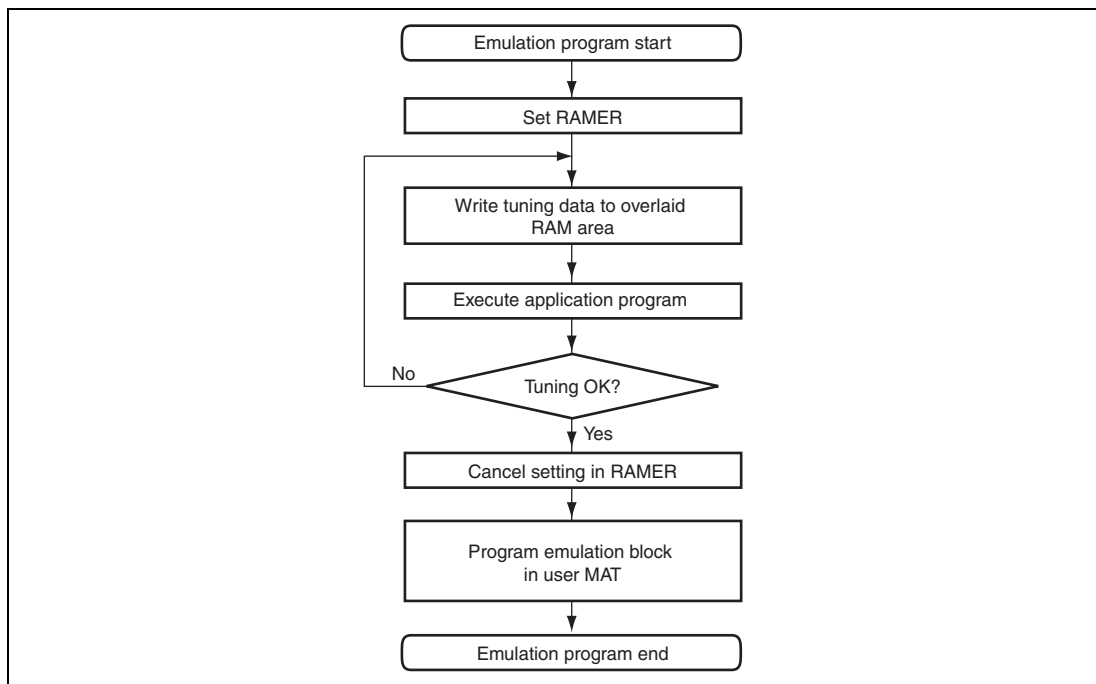 Emulation program start
Set RAMER
Write tuning data to overlaid
RAM area
Execute application program
No
Tuning OK?
Yes
Cancel setting in RAMER
Program emulation block
in user MAT
Emulation program end